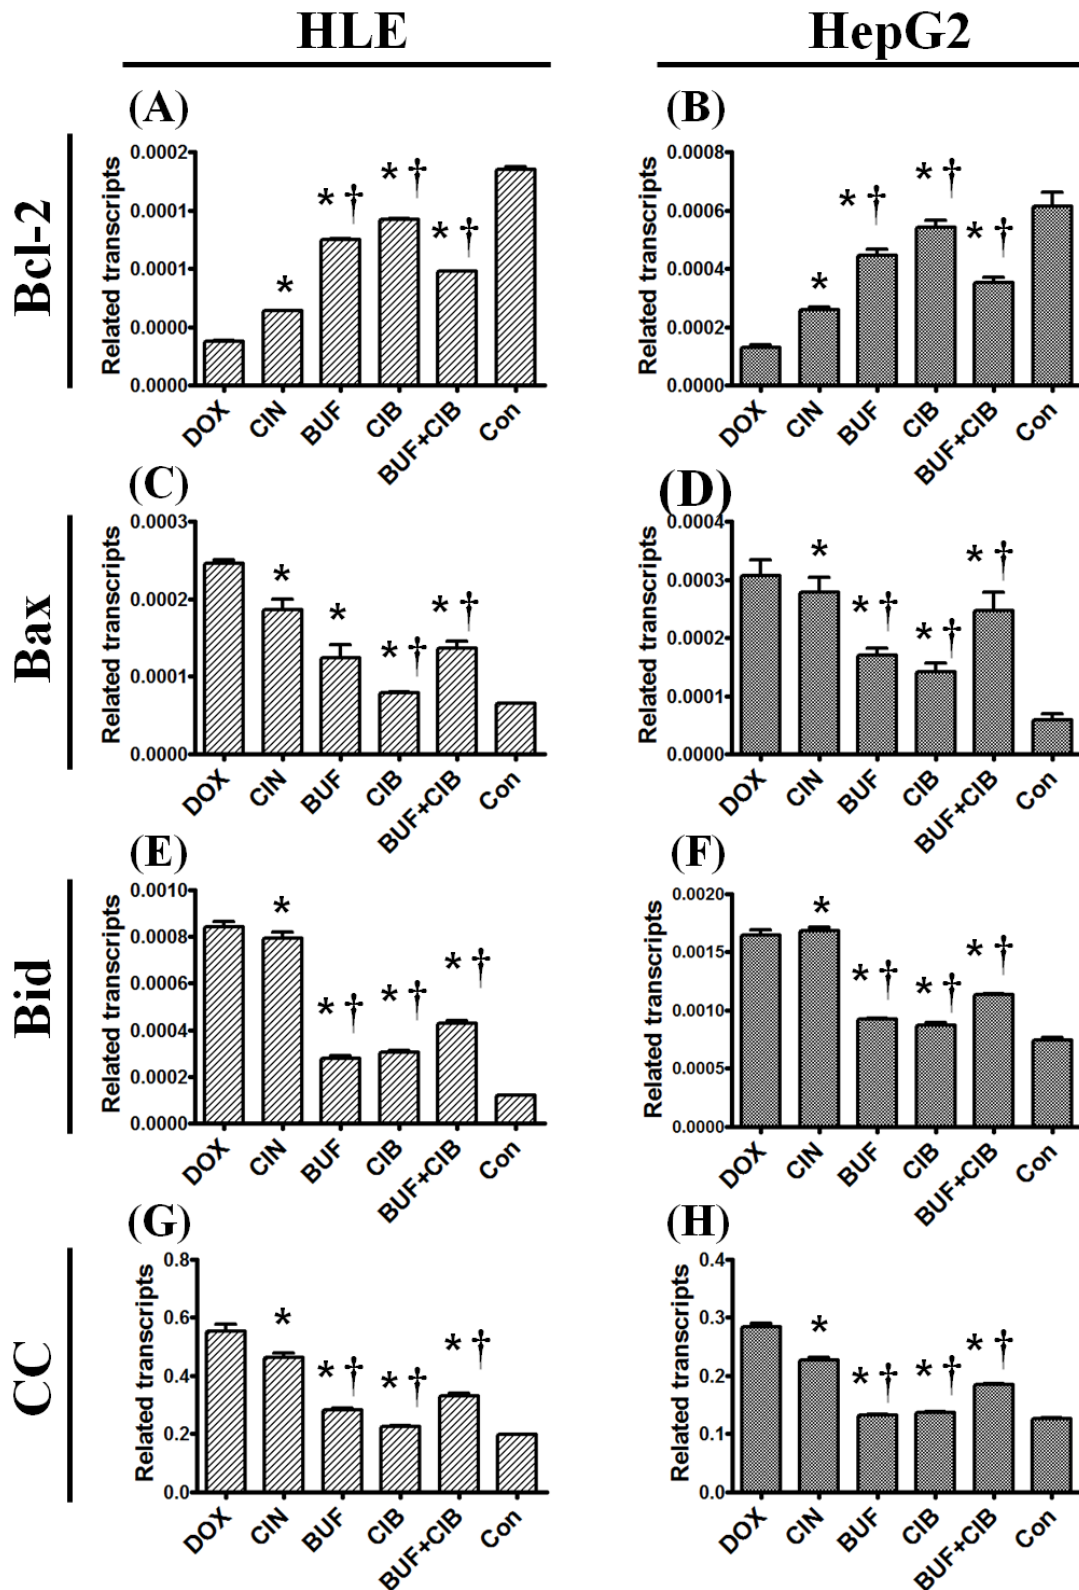 HLE HepG2
Bcl-2
(A)
Related transcripts
0.0002
0.0001
0.0001
0.0000
0.0000
* * † * † * †
DOX CIN BUF CIB BUF+CIB Con
(B)
Related transcripts
0.0008
0.0006
0.0004
0.0002
0.0000
* * † * † * †
DOX CIN BUF CIB BUF+CIB Con
Bax
(C)
Related transcripts
0.0003
0.0002
0.0001
0.0000
* * * † * †
DOX CIN BUF CIB BUF+CIB Con
(D)
Related transcripts
0.0004
0.0003
0.0002
0.0001
0.0000
* * † * † * †
DOX CIN BUF CIB BUF+CIB Con
Bid
(E)
Related transcripts
0.0010
0.0008
0.0006
0.0004
0.0002
0.0000
* * † * † * †
DOX CIN BUF CIB BUF+CIB Con
(F)
Related transcripts
0.0020
0.0015
0.0010
0.0005
0.0000
* * † * † * †
DOX CIN BUF CIB BUF+CIB Con
CC
(G)
Related transcripts
0.8
0.6
0.4
0.2
0.0
* * † * † * †
DOX CIN BUF CIB BUF+CIB Con
(H)
Related transcripts
0.4
0.3
0.2
0.1
0.0
* * † * † * †
DOX CIN BUF CIB BUF+CIB Con